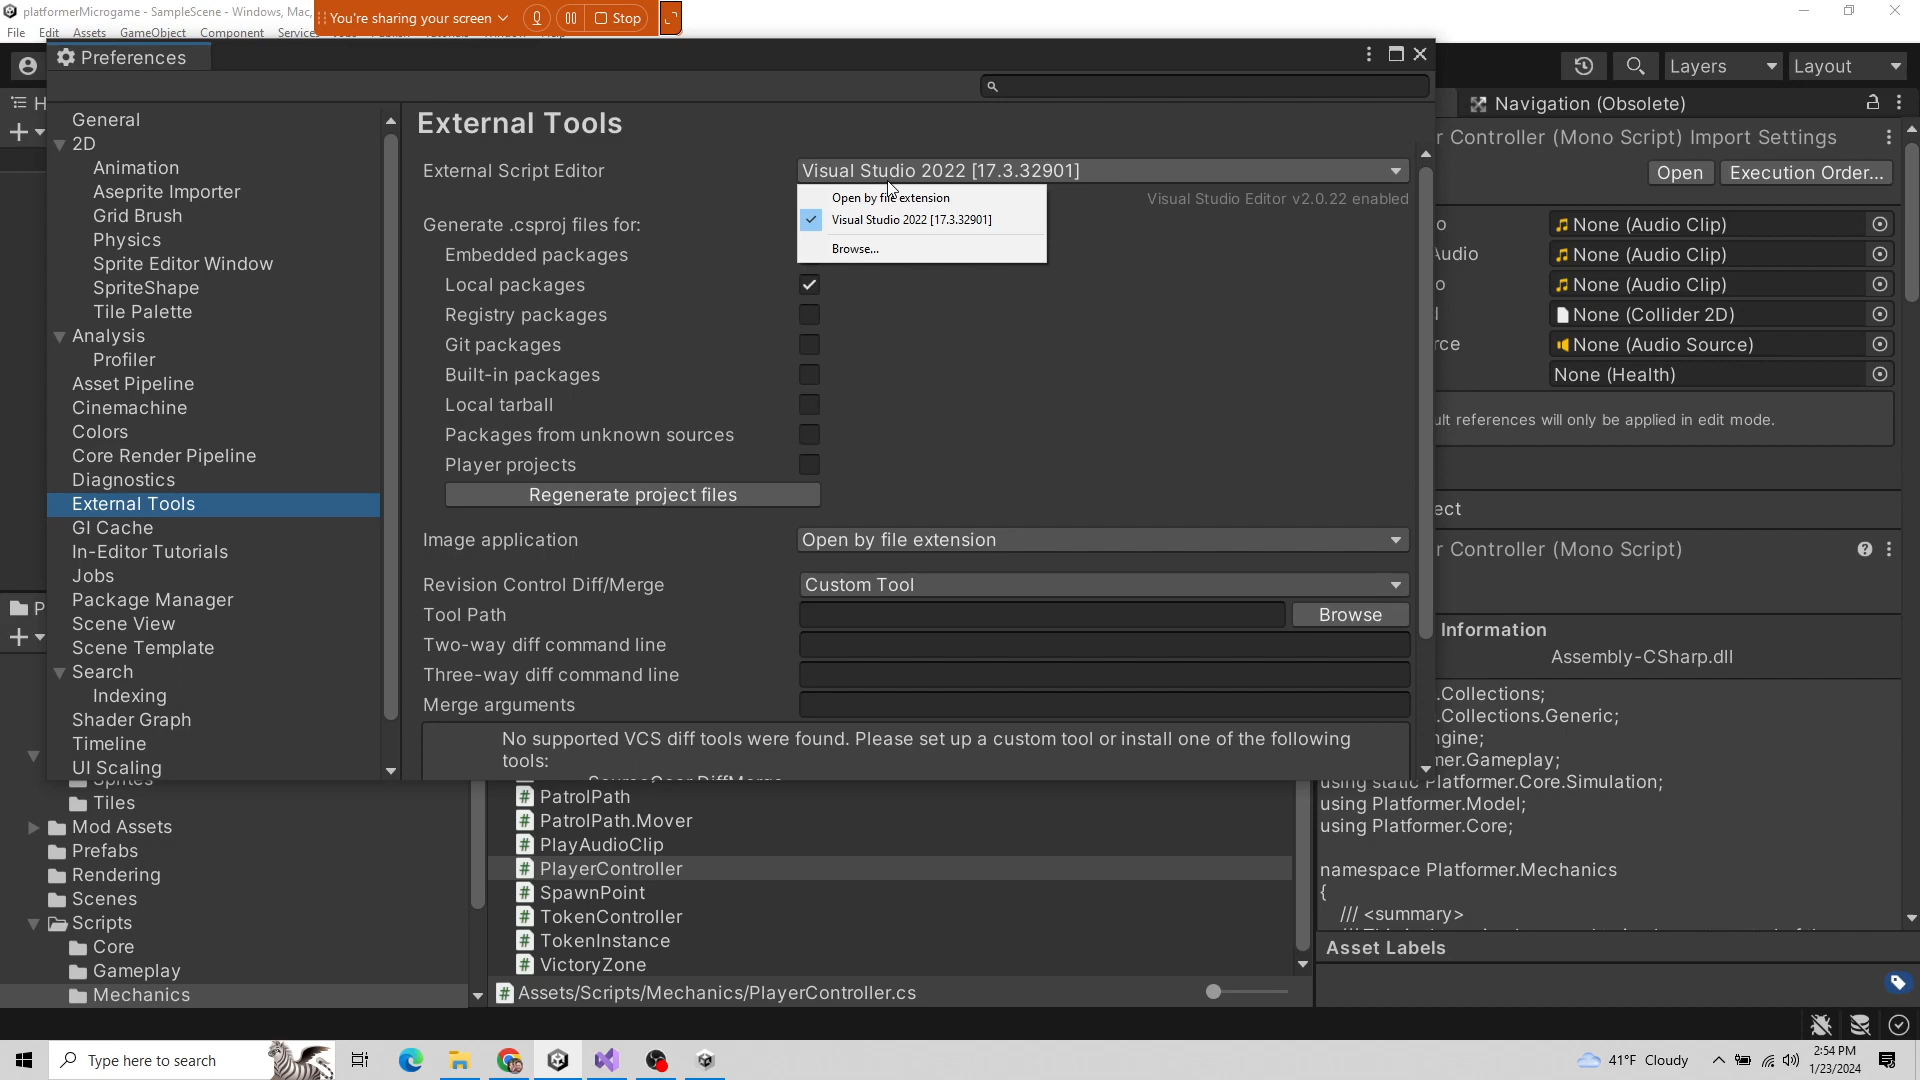 platformerMicrogame - SampleScene - Windows, Mac,
You're sharing your screen
Stop
File Edit Assets GameObject Component Services
Preferences
Layers
Layout
H
General
2D
Animation
Aseprite Importer
Grid Brush
Physics
Sprite Editor Window
SpriteShape
Tile Palette
Analysis
Profiler
Asset Pipeline
Cinemachine
Colors
Core Render Pipeline
Diagnostics
External Tools
GI Cache
In-Editor Tutorials
Jobs
Package Manager
Scene View
Scene Template
Search
Indexing
Shader Graph
Timeline
UI Scaling
External Tools
External Script Editor
Visual Studio 2022 [17.3.32901]
Open by file extension
Visual Studio 2022 [17.3.32901]
Browse...
Visual Studio Editor v2.0.22 enabled
Generate .csproj files for:
Embedded packages
Local packages
Registry packages
Git packages
Built-in packages
Local tarball
Packages from unknown sources
Player projects
Regenerate project files
Image application
Open by file extension
Revision Control Diff/Merge
Custom Tool
Tool Path
Browse
Two-way diff command line
Three-way diff command line
Merge arguments
No supported VCS diff tools were found. Please set up a custom tool or install one of the following
tools:
Navigation (Obsolete)
r Controller (Mono Script) Import Settings
Open
Execution Order...
o
None (Audio Clip)
Audio
None (Audio Clip)
o
None (Audio Clip)
None (Collider 2D)
rce
None (Audio Source)
None (Health)
ult references will only be applied in edit mode.
ect
r Controller (Mono Script)
Information
Assembly-CSharp.dll
.Collections;
.Collections.Generic;
ngine;
mer.Gameplay;
using static Platformer.Core.Simulation;
using Platformer.Model;
using Platformer.Core;
namespace Platformer.Mechanics
{
/// <summary>
Asset Labels
P
Sprites
Tiles
Mod Assets
Prefabs
Rendering
Scenes
Scripts
Core
Gameplay
Mechanics
PatrolPath
PatrolPath.Mover
PlayAudioClip
PlayerController
SpawnPoint
TokenController
TokenInstance
VictoryZone
Assets/Scripts/Mechanics/PlayerController.cs
Type here to search
41°F Cloudy
2:54 PM
1/23/2024